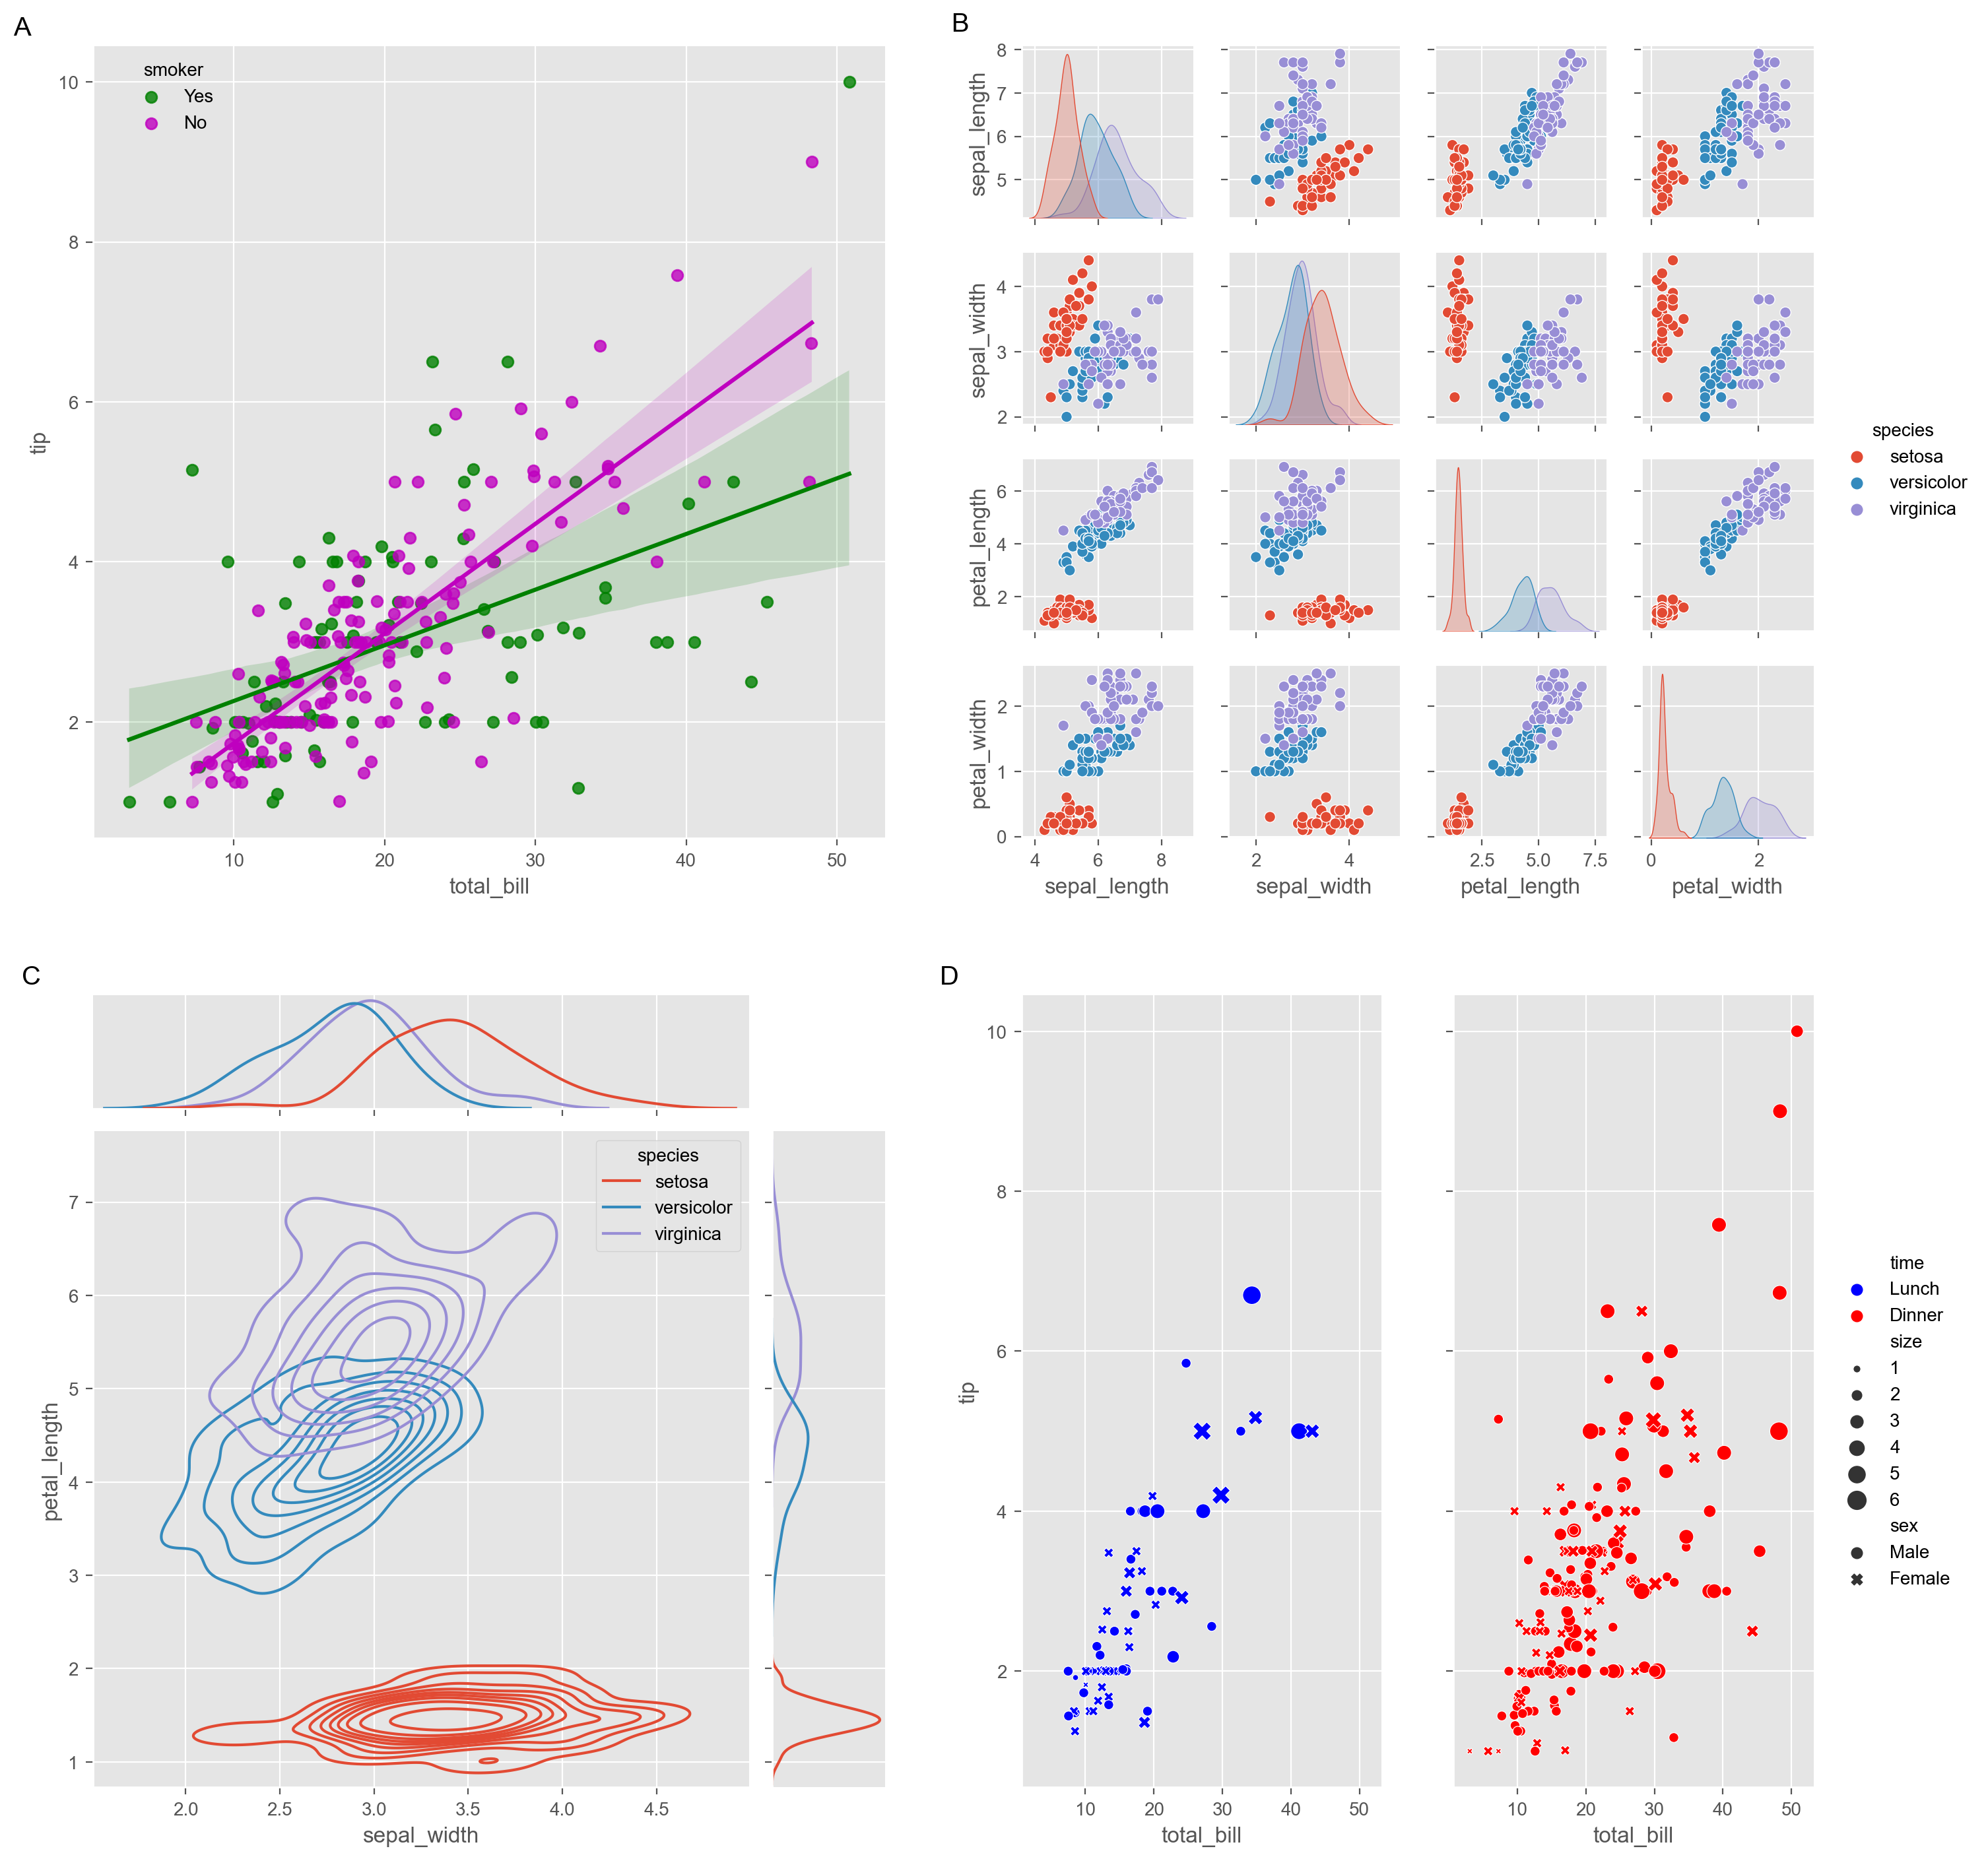 A
smoker
Yes
No
10
8
6
4
2
tip
10 20 30 40 50
total_bill
B
8
7
6
5
sepal_length
4
3
2
sepal_width
6
4
2
petal_length
2
1
0
petal_width
4 6 8 2 4 2.5 5.0 7.5 0 2
sepal_length sepal_width petal_length petal_width
species
setosa
versicolor
virginica
C
species
setosa
versicolor
virginica
7
6
5
4
3
2
1
petal_length
2.0 2.5 3.0 3.5 4.0 4.5
sepal_width
D
10
8
6
4
2
tip
10 20 30 40 50 10 20 30 40 50
total_bill total_bill
time
Lunch
Dinner
size
1
2
3
4
5
6
sex
Male
Female